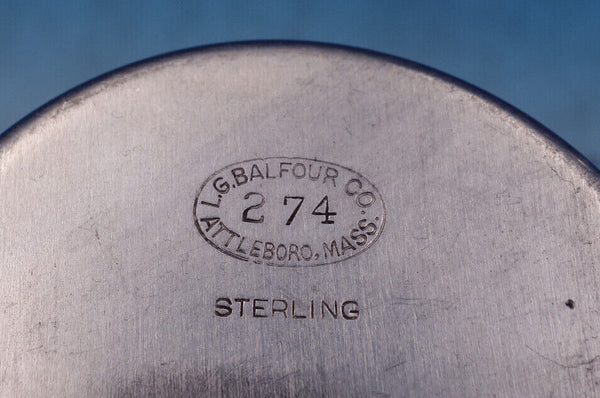 L.G.BALFOUR CO.
274
ATTLEBORO, MASS.
STERLING